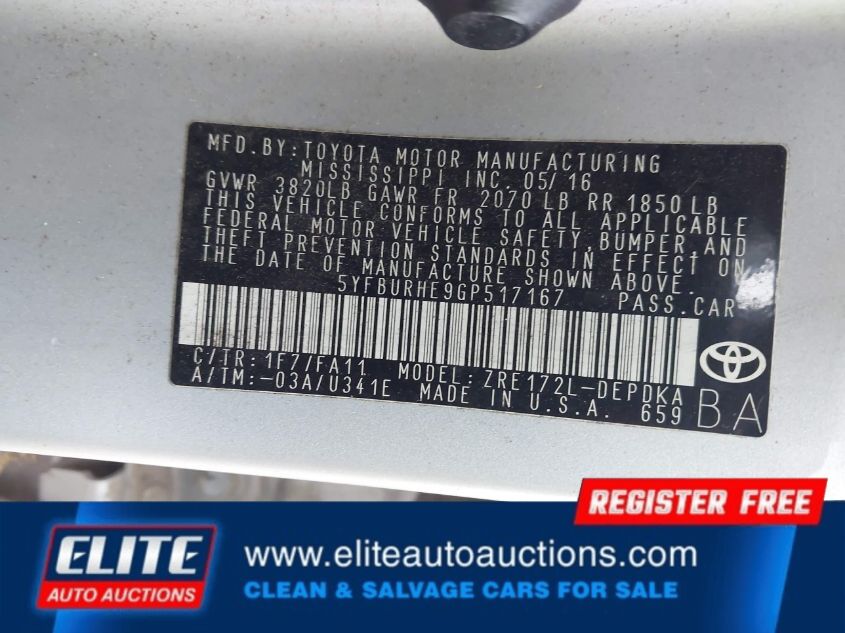 MFD.BY:TOYOTA MOTOR MANUFACTURING
MISSISSIPPI INC. 05/16
GVWR 3820LB GAWR FR 2070 LB RR 1850 LB
THIS VEHICLE CONFORMS TO ALL APPLICABLE
FEDERAL MOTOR VEHICLE SAFETY,BUMPER,AND
THEFT PREVENTION STANDARDS IN EFFECT ON
THE DATE OF MANUFACTURE SHOWN ABOVE.
5YFBURHE9GP517167 PASS.CAR
C/TR:1F7/FA11 MODEL:ZRE172L-DEPDKA
A/TM:-03A/U341E MADE IN U.S.A. 659
BA
REGISTER FREE
ELITE
AUTO AUCTIONS
www.eliteautoauctions.com
CLEAN & SALVAGE CARS FOR SALE